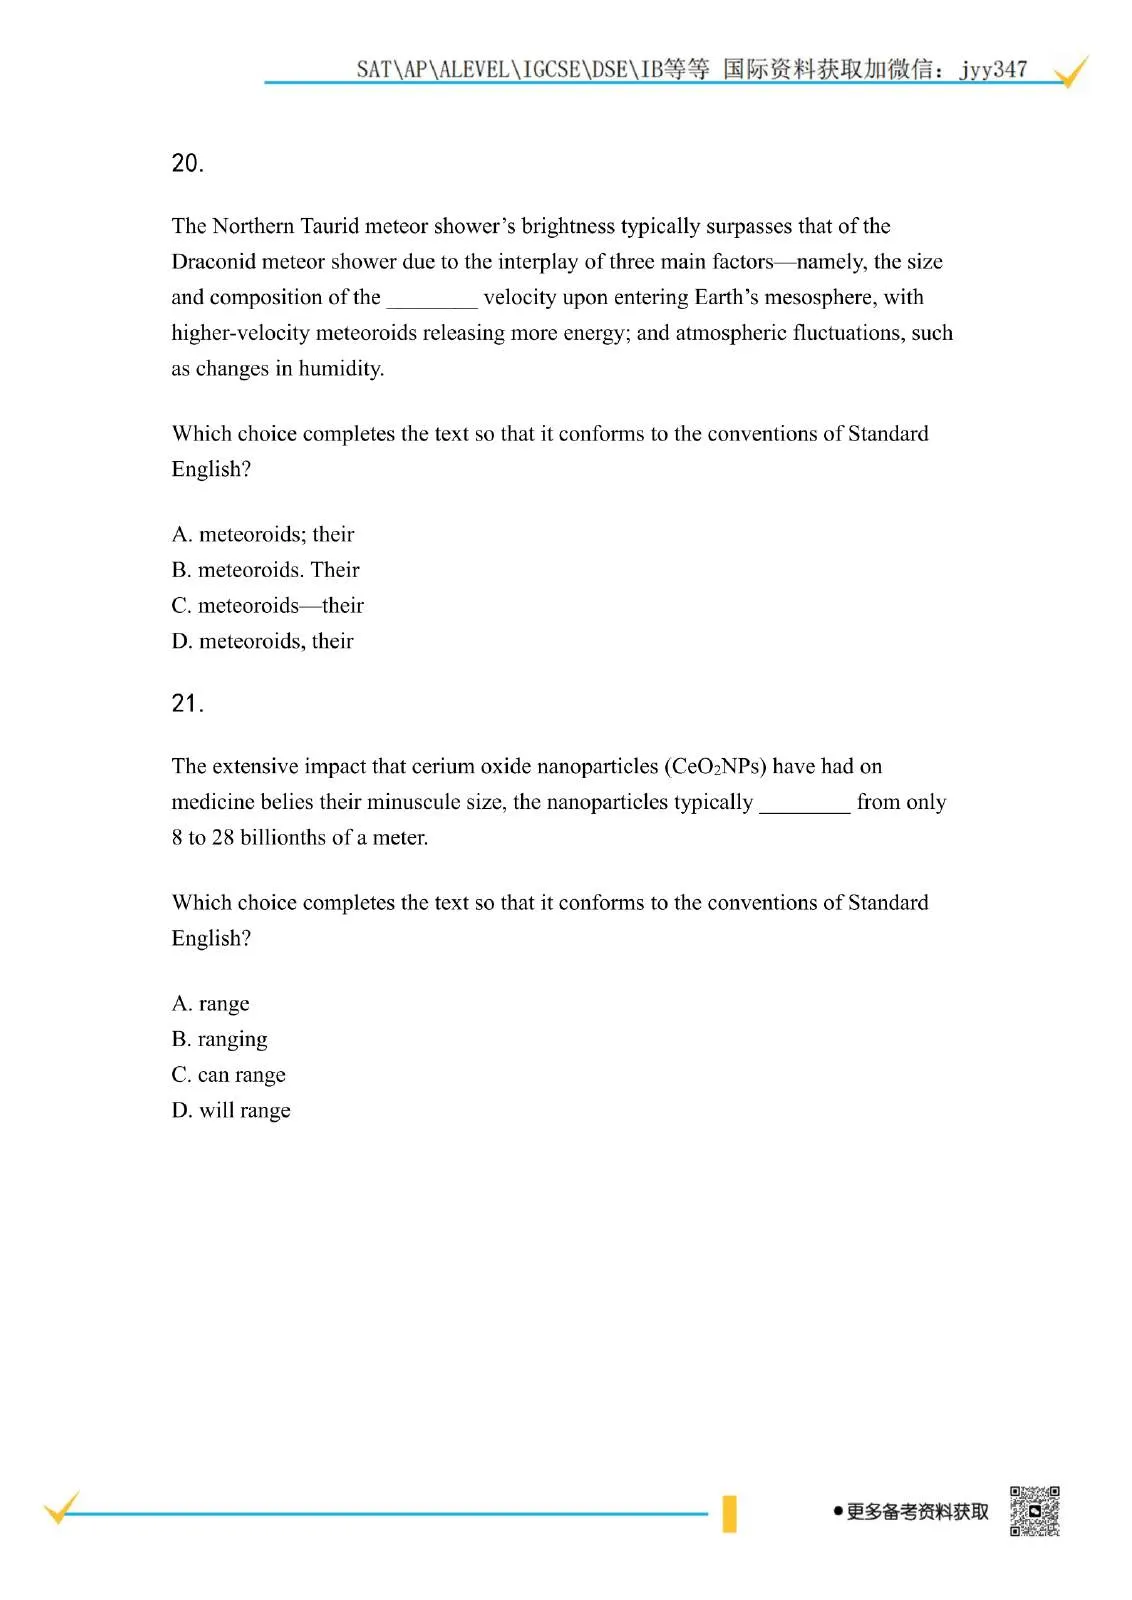 SAT\AP\ALEVEL\IGCSE\DSE\IB等等 国际资料获取加微信：jyy347
20.
The Northern Taurid meteor shower’s brightness typically surpasses that of the
Draconid meteor shower due to the interplay of three main factors—namely, the size
and composition of the ________ velocity upon entering Earth’s mesosphere, with
higher-velocity meteoroids releasing more energy; and atmospheric fluctuations, such
as changes in humidity.
Which choice completes the text so that it conforms to the conventions of Standard
English?
A. meteoroids; their
B. meteoroids. Their
C. meteoroids—their
D. meteoroids, their
21.
The extensive impact that cerium oxide nanoparticles (CeO₂NPs) have had on
medicine belies their minuscule size, the nanoparticles typically ________ from only
8 to 28 billionths of a meter.
Which choice completes the text so that it conforms to the conventions of Standard
English?
A. range
B. ranging
C. can range
D. will range
●更多备考资料获取